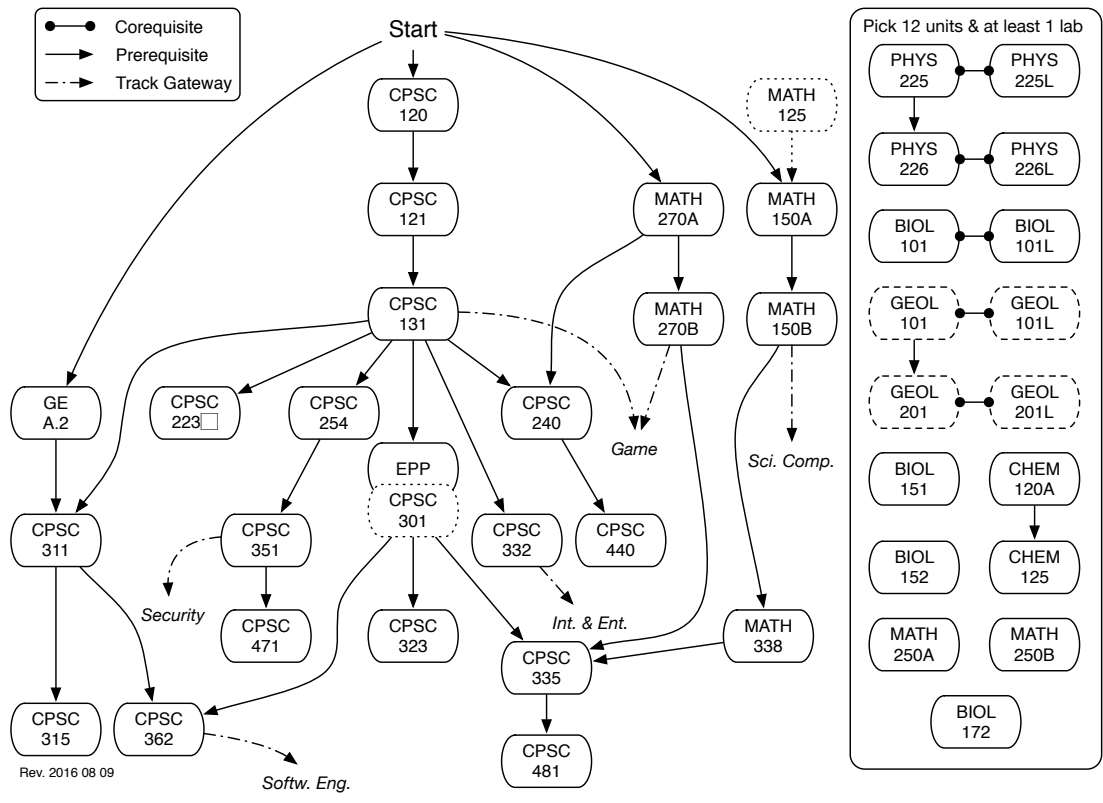 Corequisite
Prerequisite
Track Gateway
Start
CPSC
120
CPSC
121
CPSC
131
MATH
125
MATH
270A
MATH
150A
MATH
270B
MATH
150B
GE
A.2
CPSC
223
CPSC
254
CPSC
240
Game
Sci. Comp.
EPP
CPSC
301
CPSC
311
CPSC
351
CPSC
332
CPSC
440
Security
Int. & Ent.
CPSC
471
CPSC
323
CPSC
335
MATH
338
CPSC
315
CPSC
362
CPSC
481
Softw. Eng.
Rev. 2016 08 09
Pick 12 units & at least 1 lab
PHYS
225
PHYS
225L
PHYS
226
PHYS
226L
BIOL
101
BIOL
101L
GEOL
101
GEOL
101L
GEOL
201
GEOL
201L
BIOL
151
CHEM
120A
BIOL
152
CHEM
125
MATH
250A
MATH
250B
BIOL
172